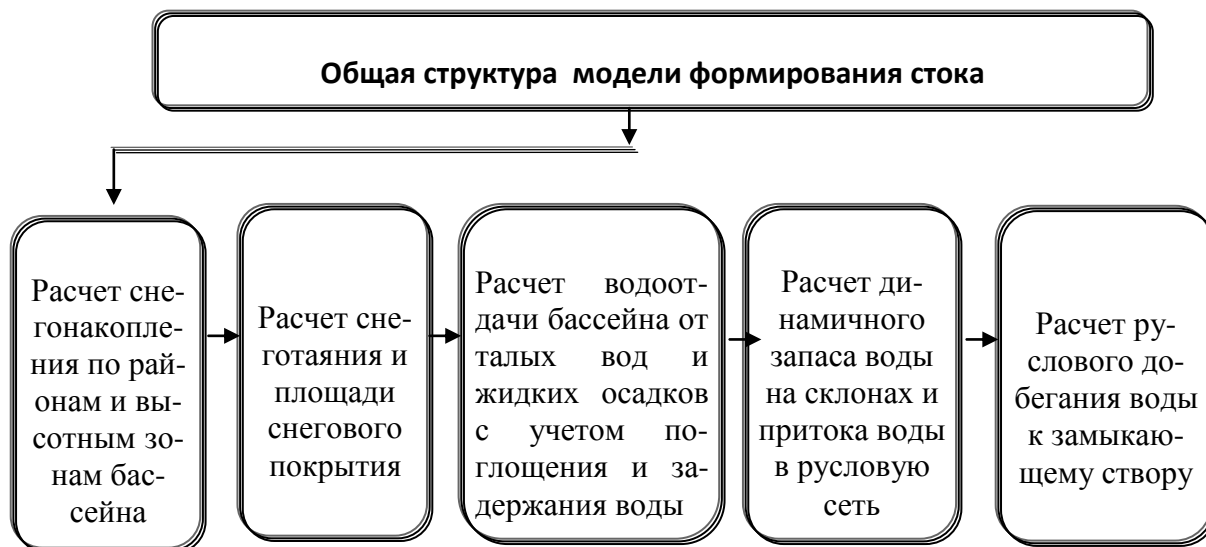 Общая структура модели формирования стока
Расчет сне-
гонакопле-
ния по рай-
онам и вы-
сотным зо-
нам бас-
сейна
Расчет сне-
готаяния и
площади
снегового
покрытия
Расчет водоот-
дачи бассейна от
талых вод и
жидких осадков
с учетом по-
глощения и за-
держания воды
Расчет ди-
намичного
запаса воды
на склонах и
притока воды
в русловую
сеть
Расчет ру-
слового до-
бегания воды
к замыкаю-
щему створу